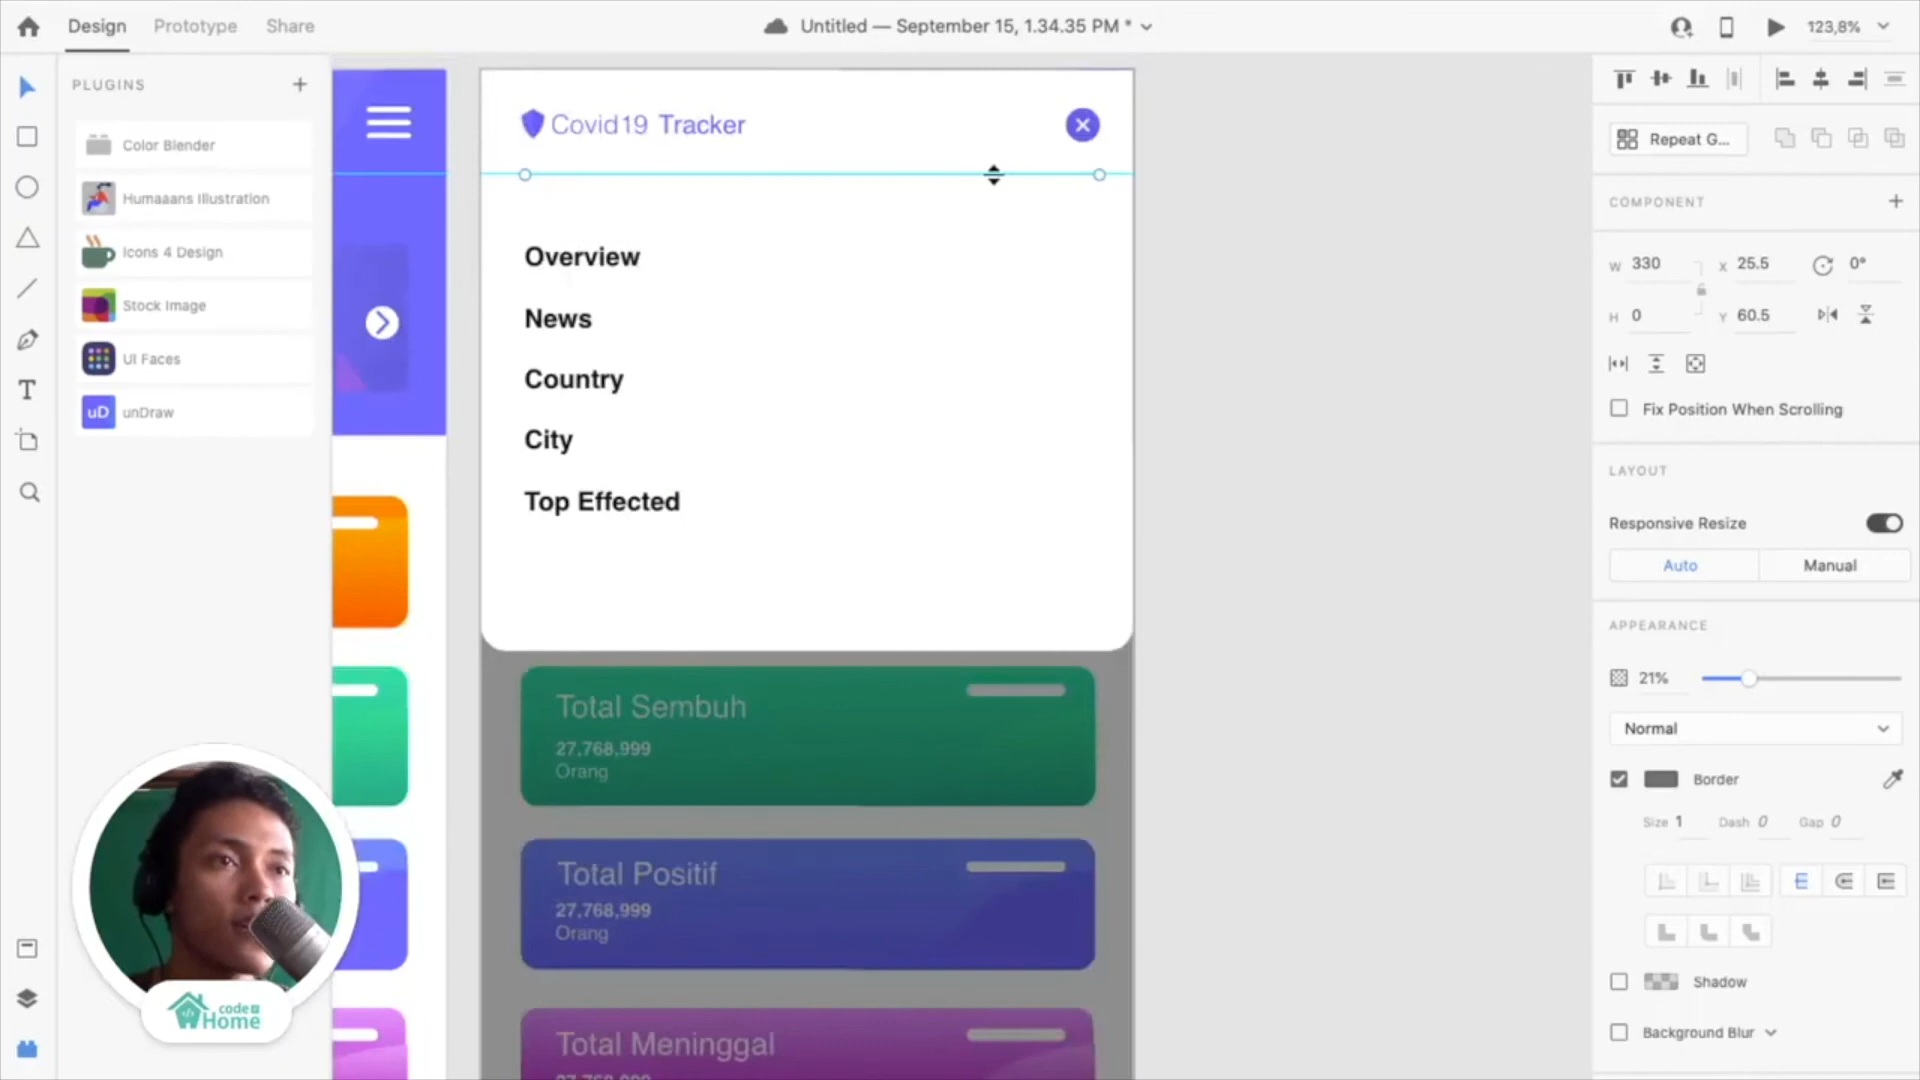 Design
Prototype
Share
Untitled — September 15, 1.34.35 PM *
123,8%
PLUGINS
Color Blender
Humaaans Illustration
Icons 4 Design
Stock Image
UI Faces
uD unDraw
Covid19 Tracker
Overview
News
Country
City
Top Effected
Total Sembuh
27,768,999
Orang
Total Positif
27,768,999
Orang
Total Meninggal
27,768,999
Repeat G...
COMPONENT
W 330
X 25.5
0°
H 0
Y 60.5
Fix Position When Scrolling
LAYOUT
Responsive Resize
Auto
Manual
APPEARANCE
21%
Normal
Border
Size 1
Dash 0
Gap 0
Shadow
Background Blur
code
Home